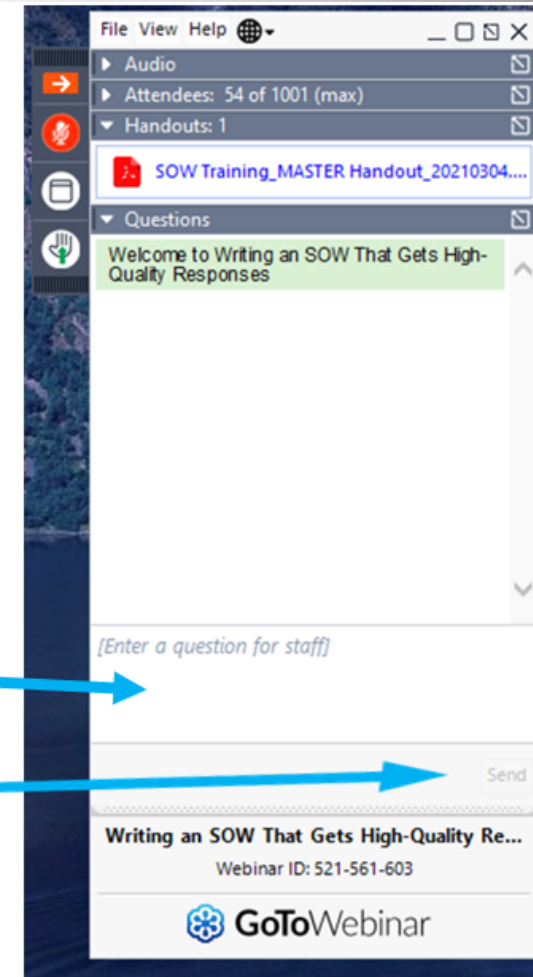 File View Help
Audio
Attendees: 54 of 1001 (max)
Handouts: 1
SOW Training_MASTER Handout_20210304....
Questions
Welcome to Writing an SOW That Gets High-
Quality Responses
[Enter a question for staff]
Send
Writing an SOW That Gets High-Quality Re...
Webinar ID: 521-561-603
GoToWebinar